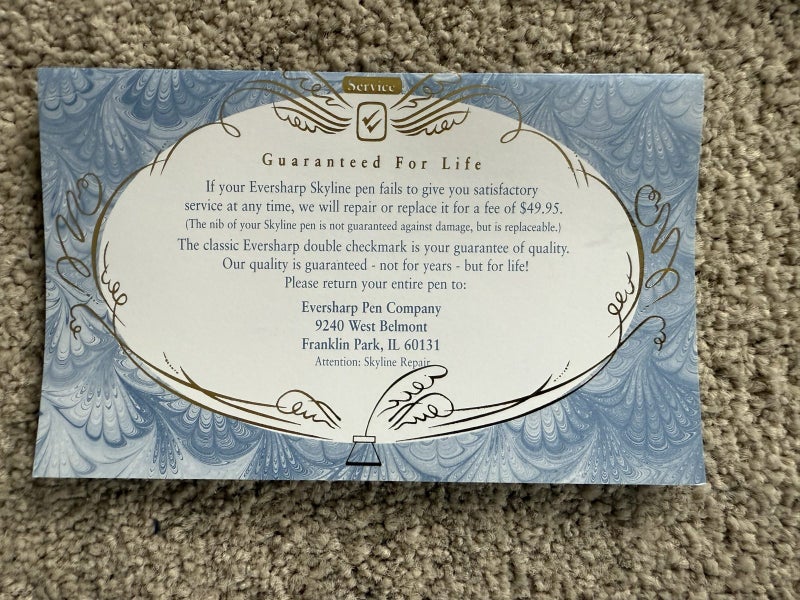 Service
Guaranteed For Life
If your Eversharp Skyline pen fails to give you satisfactory
service at any time, we will repair or replace it for a fee of $49.95.
(The nib of your Skyline pen is not guaranteed against damage, but is replaceable.)
The classic Eversharp double checkmark is your guarantee of quality.
Our quality is guaranteed - not for years - but for life!
Please return your entire pen to:
Eversharp Pen Company
9240 West Belmont
Franklin Park, IL 60131
Attention: Skyline Repair